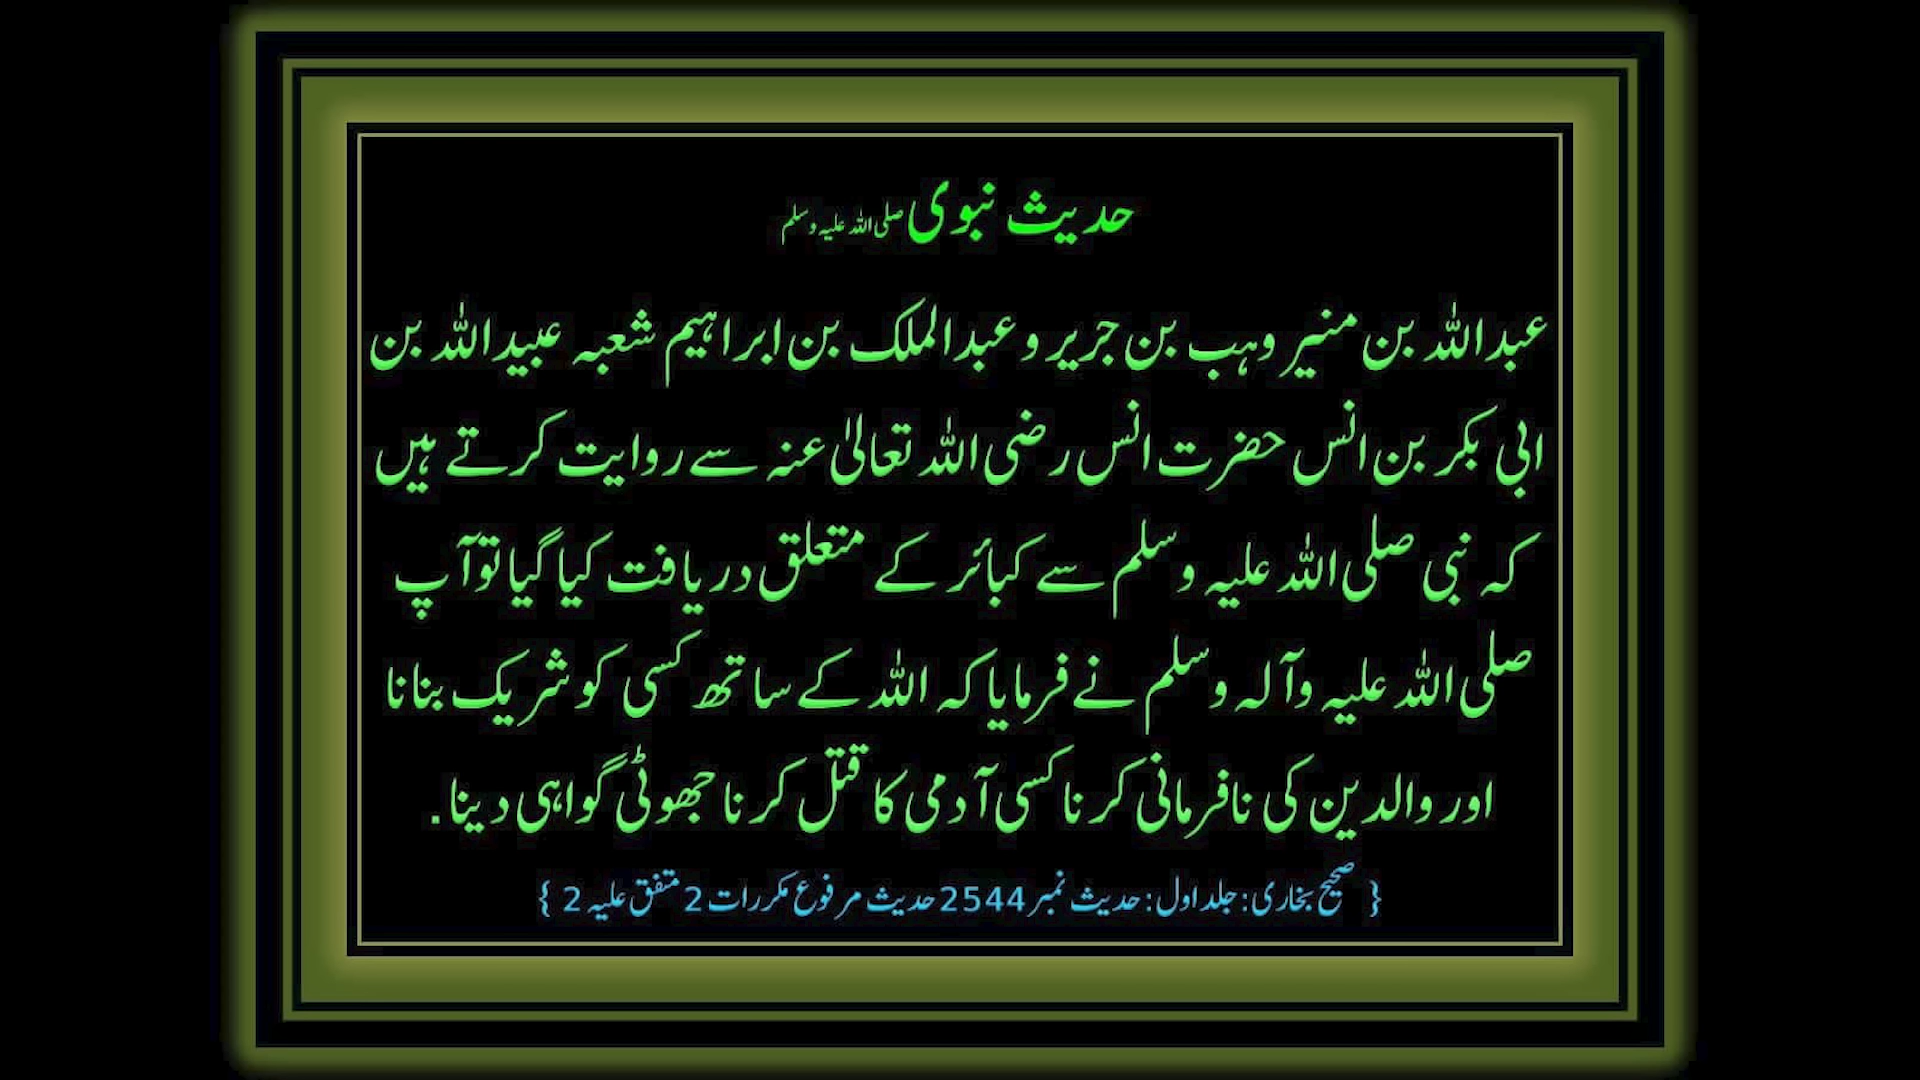 حدیث نبوی صلی اللہ علیہ وسلم
عبداللہ بن منیر وہب بن جریر و عبدالملک بن ابراہیم شعبہ عبیداللہ بن
ابی بکر بن انس حضرت انس رضی اللہ تعالیٰ عنہ سے روایت کرتے ہیں
کہ نبی صلی اللہ علیہ وسلم سے کبائر کے متعلق دریافت کیا گیا تو آپ
صلی اللہ علیہ وآلہ وسلم نے فرمایا کہ اللہ کے ساتھ کسی کو شریک بنانا
اور والدین کی نافرمانی کرنا کسی آدمی کا قتل کرنا جھوٹی گواہی دینا.
{ صحیح بخاری: جلد اول: حدیث نمبر 2544 حدیث مرفوع مکررات 2 متفق علیہ 2 }